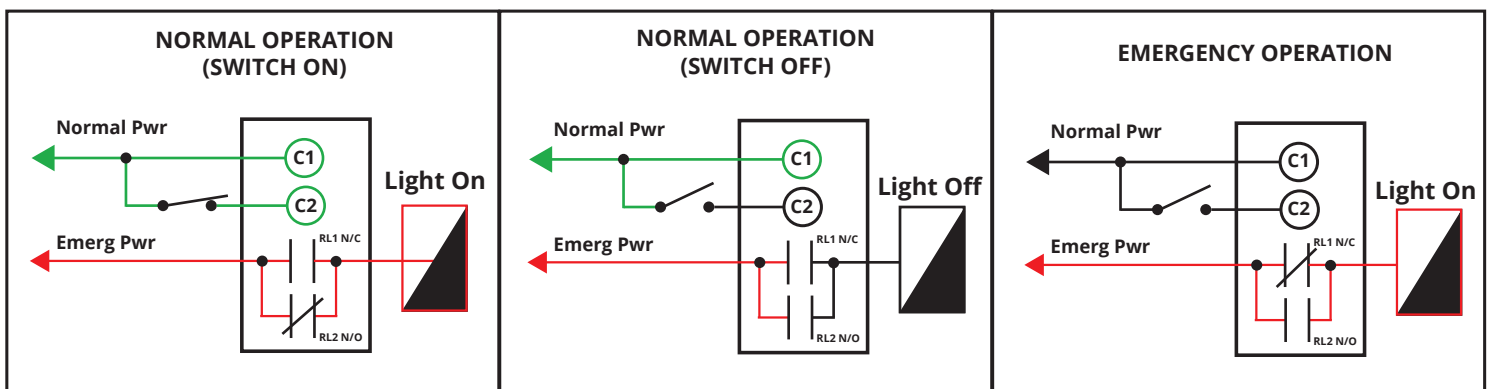 NORMAL OPERATION
(SWITCH ON)
Normal Pwr
C1
Light On
C2
Emerg Pwr
RL1 N/C
RL2 N/O
NORMAL OPERATION
(SWITCH OFF)
Normal Pwr
C1
Light Off
C2
Emerg Pwr
RL1 N/C
RL2 N/O
EMERGENCY OPERATION
Normal Pwr
C1
Light On
C2
Emerg Pwr
RL1 N/C
RL2 N/O